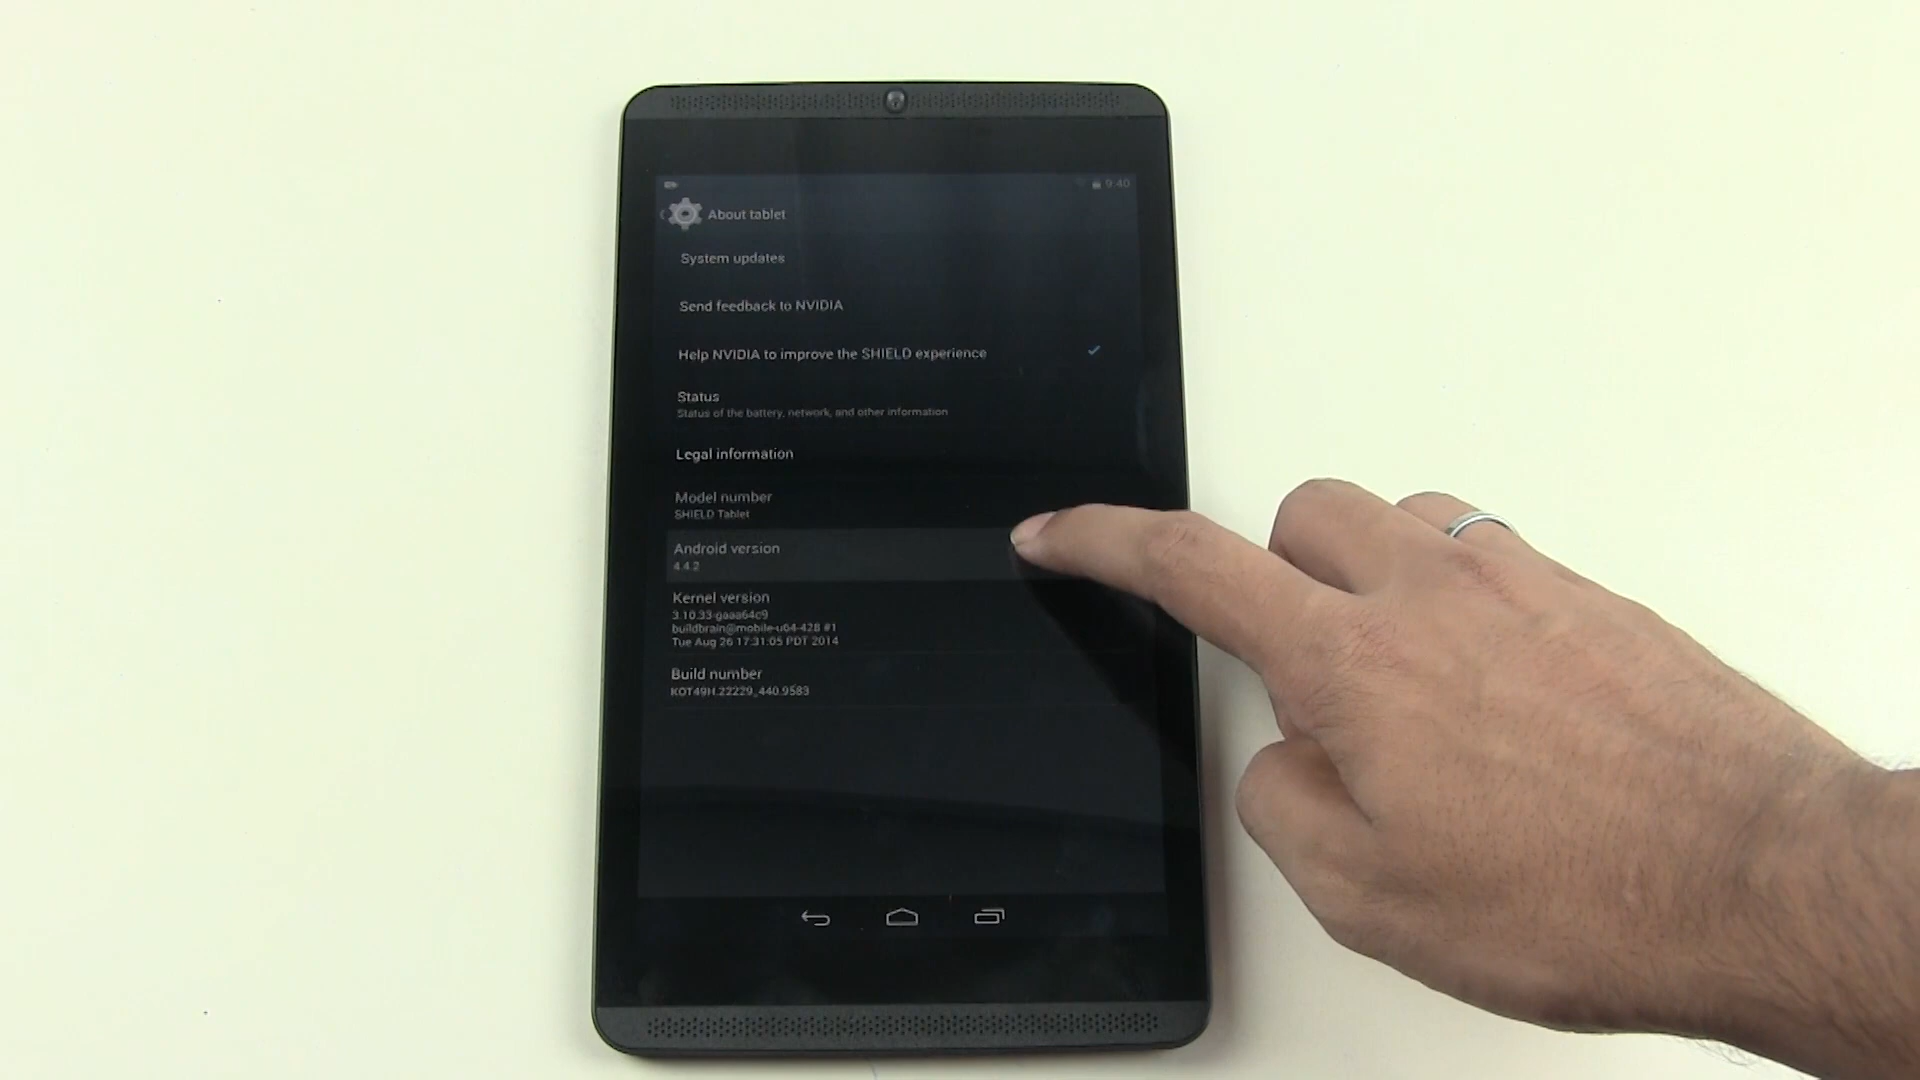 9:40
About tablet
System updates
Send feedback to NVIDIA
Help NVIDIA to improve the SHIELD experience
Status
Status of the battery, network, and other information
Legal information
Model number
SHIELD Tablet
Android version
4.4.2
Kernel version
3.10.33-gaaa64c9
buildbrain@mobile-u64-428 #1
Tue Aug 26 17:31:05 PDT 2014
Build number
KOT49H.22229_440.9583